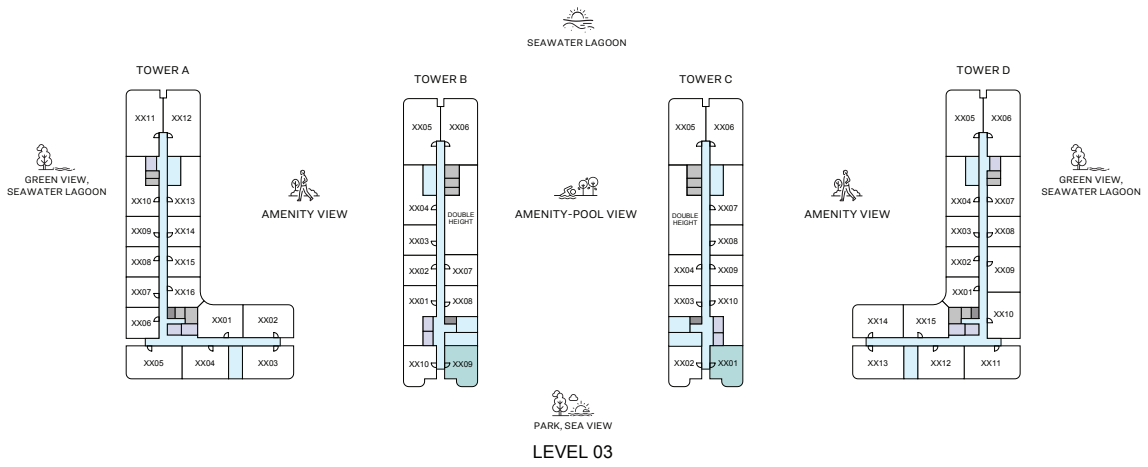 SEAWATER LAGOON
TOWER A
TOWER B
TOWER C
TOWER D
XX11 XX12
XX10 XX13
XX09 XX14
XX08 XX15
XX07 XX16
XX06 XX01 XX02
XX05 XX04 XX03
XX05 XX06
XX04 DOUBLE
HEIGHT
XX03
XX02 XX07
XX01 XX08
XX10 XX09
XX05 XX06
XX07
DOUBLE
HEIGHT
XX08
XX04 XX09
XX03 XX10
XX02 XX01
XX05 XX06
XX04 XX07
XX03 XX08
XX02 XX09
XX01
XX14 XX15 XX10
XX13 XX12 XX11
GREEN VIEW,
SEAWATER LAGOON
AMENITY VIEW
AMENITY-POOL VIEW
AMENITY VIEW
GREEN VIEW,
SEAWATER LAGOON
PARK, SEA VIEW
LEVEL 03